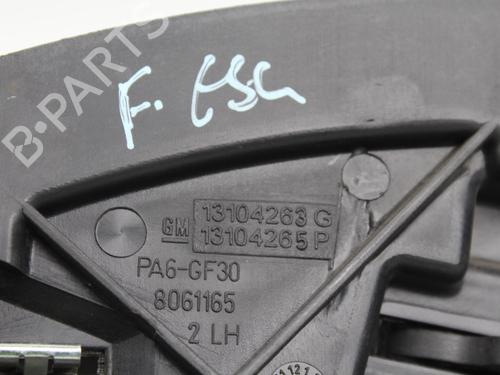 B-PARTS
F. ESQ
GM 13104263 G
13104265 P
PA6-GF30
8061165
2 LH